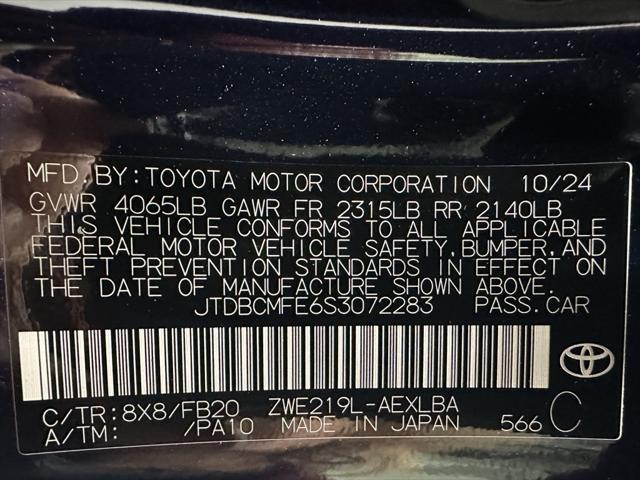 MFD.BY:TOYOTA MOTOR CORPORATION 10/24
GVWR 4065LB GAWR FR 2315LB RR 2140LB
THIS VEHICLE CONFORMS TO ALL APPLICABLE
FEDERAL MOTOR VEHICLE SAFETY,BUMPER,AND
THEFT PREVENTION STANDARDS IN EFFECT ON
THE DATE OF MANUFACTURE SHOWN ABOVE.
JTDBCMFE6S3072283 PASS.CAR
C/TR:8X8/FB20 ZWE219L-AEXLBA
A/TM: /PA10 MADE IN JAPAN 566 C